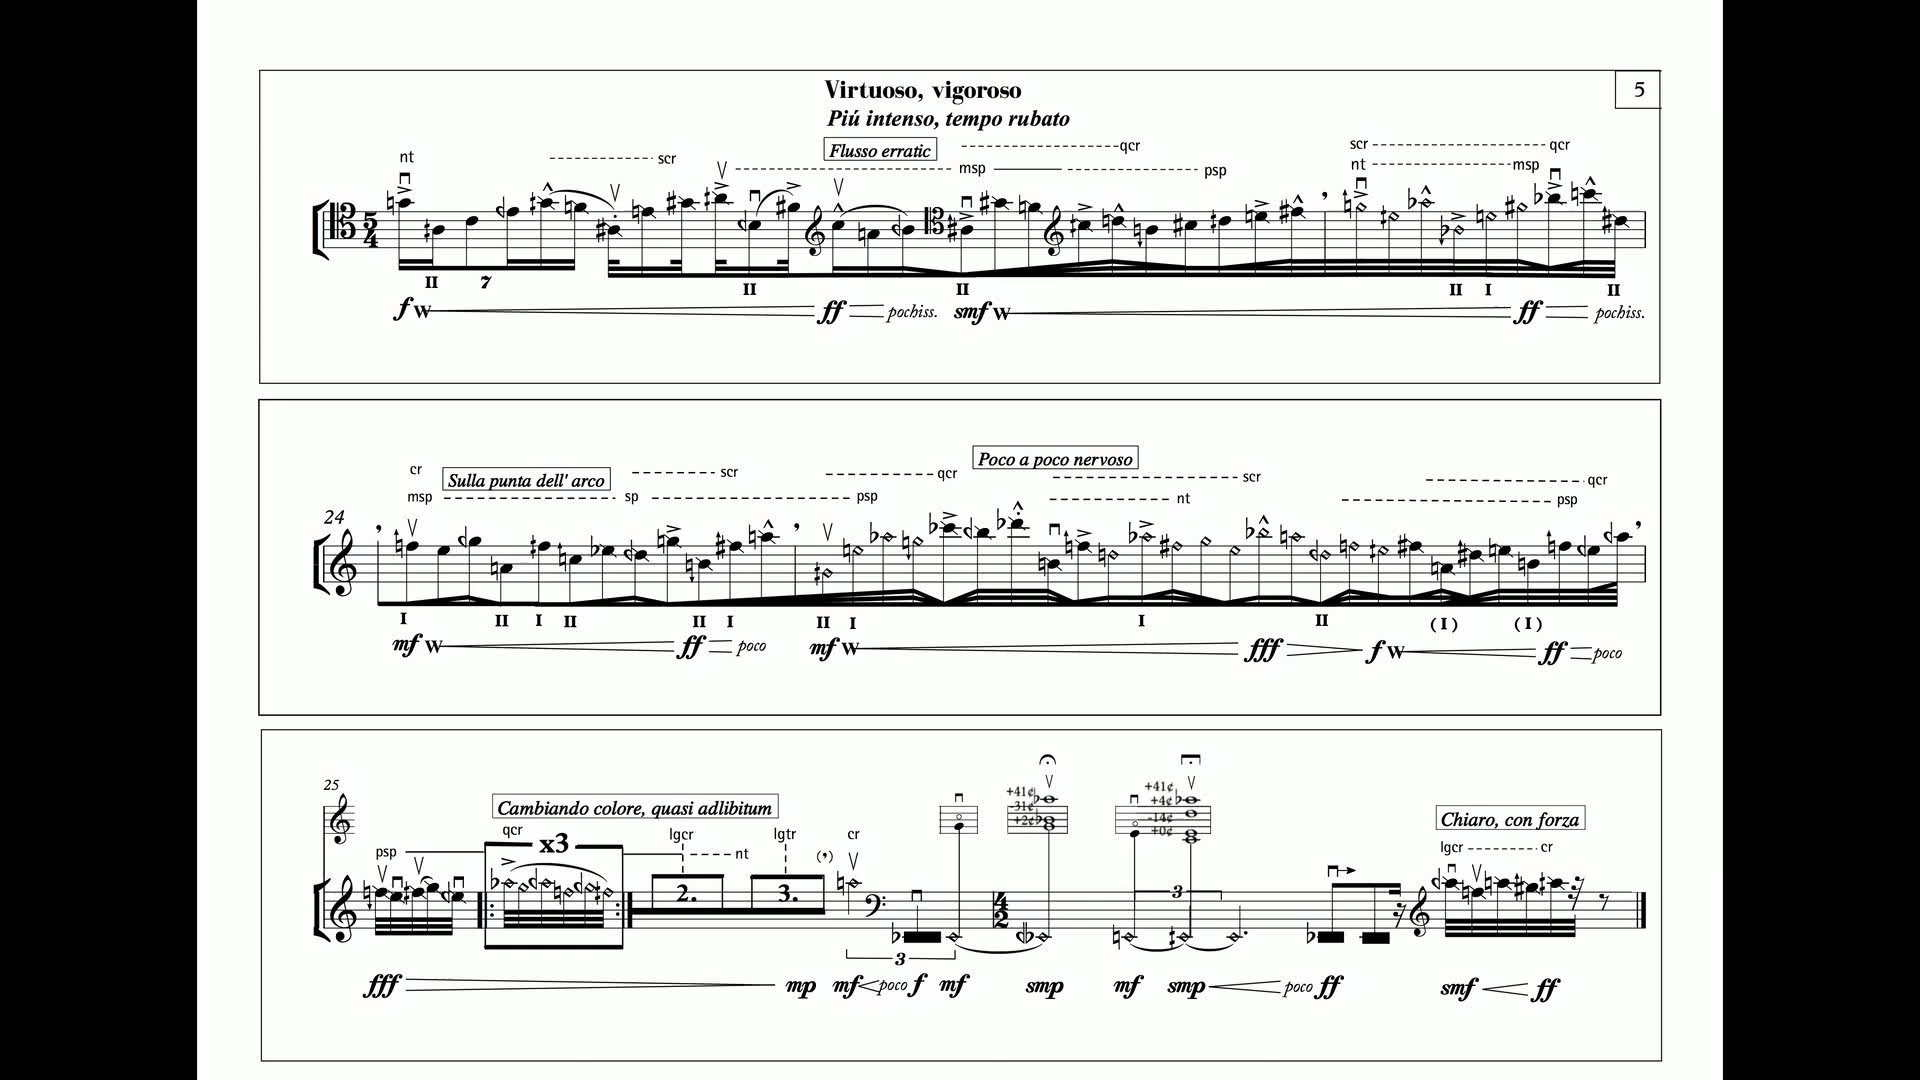 Virtuoso, vigoroso
5
Piú intenso, tempo rubato
Flusso erratic
nt scr msp qcr psp scr qcr
nt msp
5
4
II 7 II II II I II
f w ff pochiss. smf w ff pochiss.
Poco a poco nervoso
cr Sulla punta dell' arco scr qcr scr qcr
msp sp psp nt psp
24
I II I II II I II I I II ( I ) ( I )
mf w ff poco mf w fff f w ff poco
25
+41¢ -31¢ +2¢
+41¢ +4¢ -14¢ +0¢
Cambiando colore, quasi adlibitum
Chiaro, con forza
psp qcr x3 lgcr nt lgtr (,) cr lgcr cr
2. 3.
4
2
3
3
fff mp mf poco f mf smp mf smp poco ff smf ff